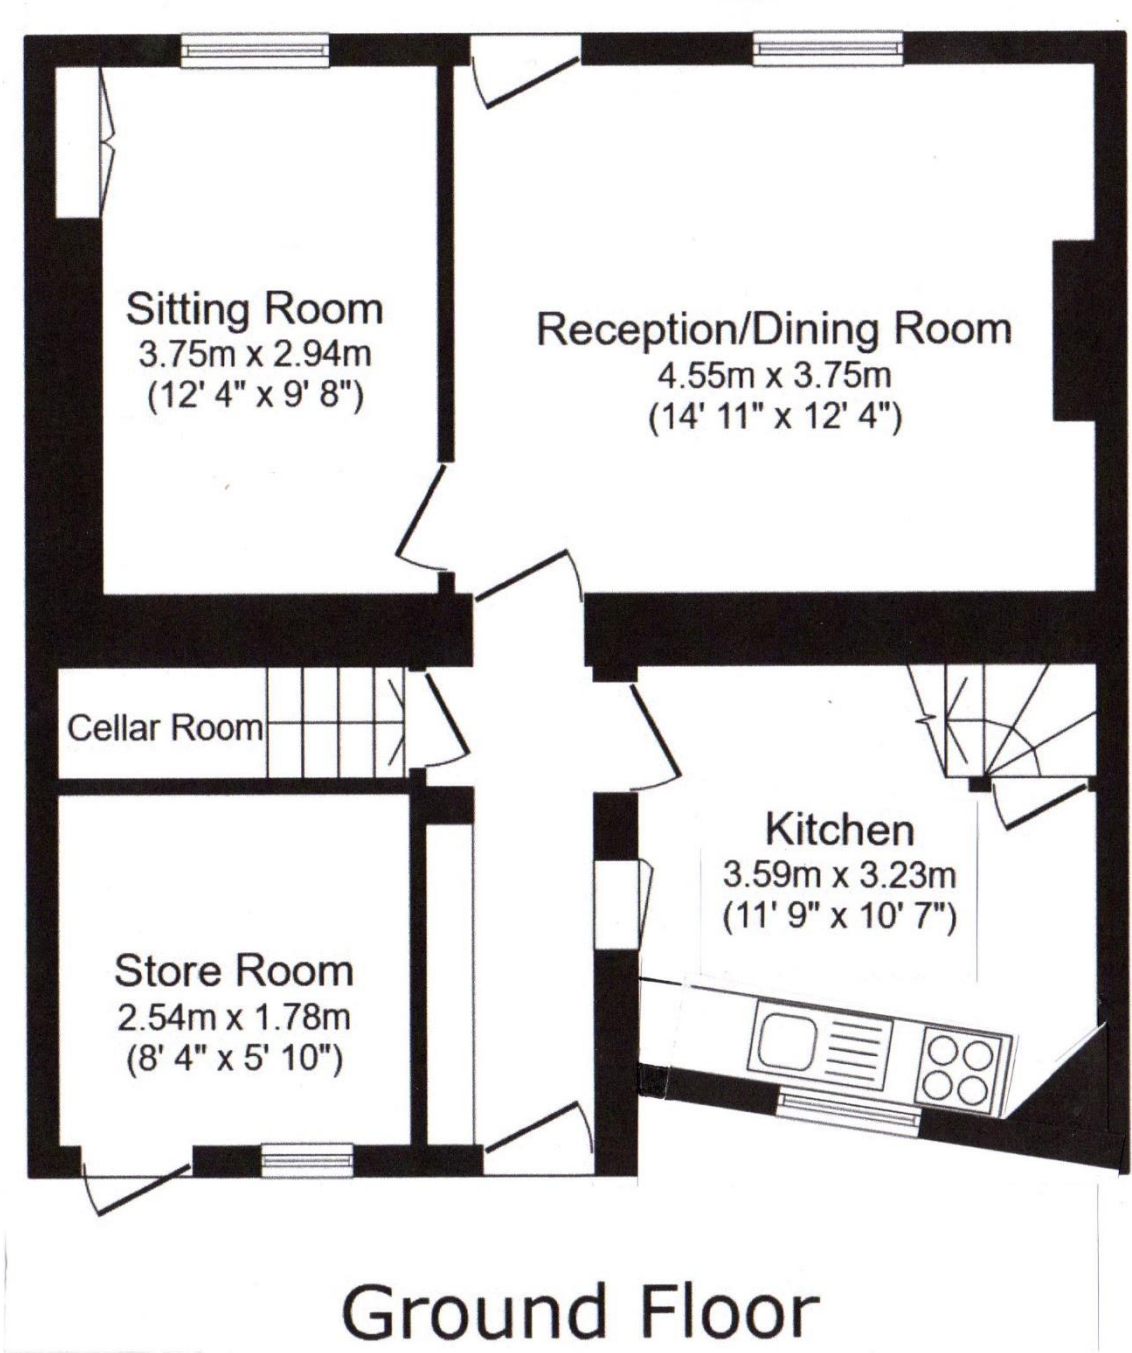 Sitting Room
3.75m x 2.94m
(12' 4" x 9' 8")
Reception/Dining Room
4.55m x 3.75m
(14' 11" x 12' 4")
Cellar Room
Kitchen
3.59m x 3.23m
(11' 9" x 10' 7")
Store Room
2.54m x 1.78m
(8' 4" x 5' 10")
Ground Floor